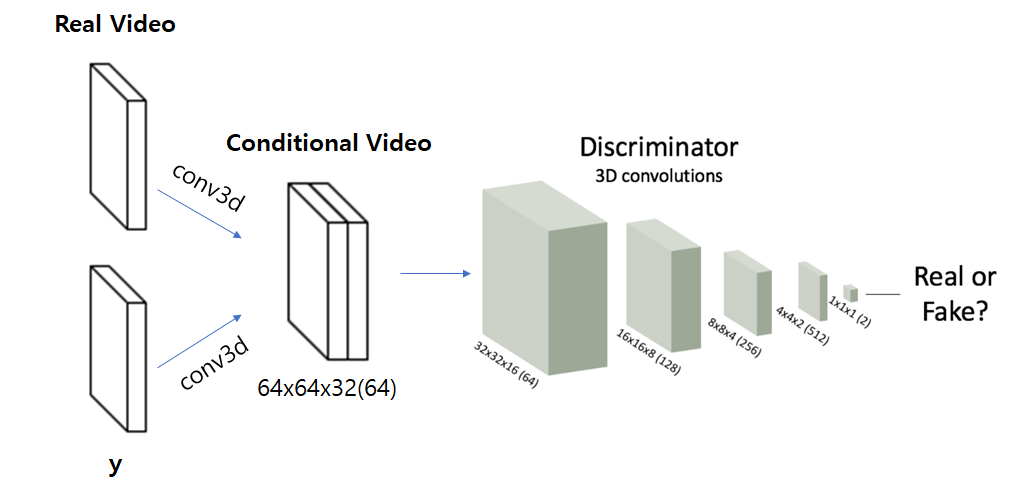 Real Video
conv3d
Conditional Video
conv3d
64x64x32(64)
y
Discriminator
3D convolutions
32x32x16 (64)
16x16x8 (128)
8x8x4 (256)
4x4x2 (512)
1x1x1 (2)
Real or
Fake?